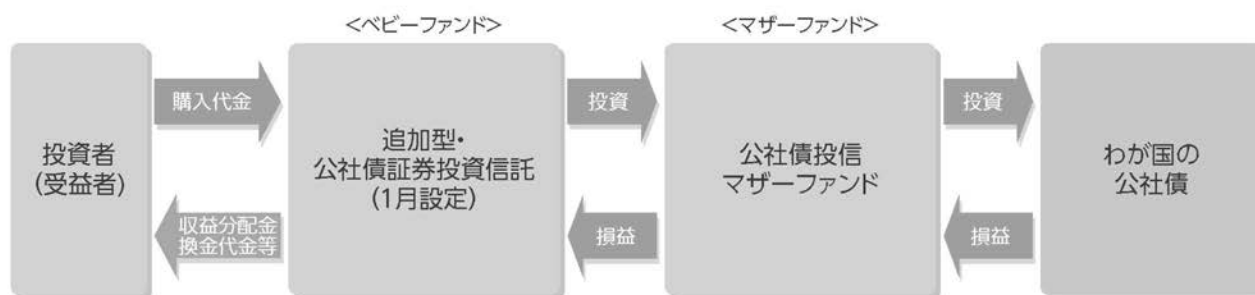 <ベビーファンド>
<マザーファンド>
投資者
(受益者)
購入代金
収益分配金
換金代金等
追加型・
公社債証券投資信託
(1月設定)
投資
損益
公社債投信
マザーファンド
投資
損益
わが国の
公社債